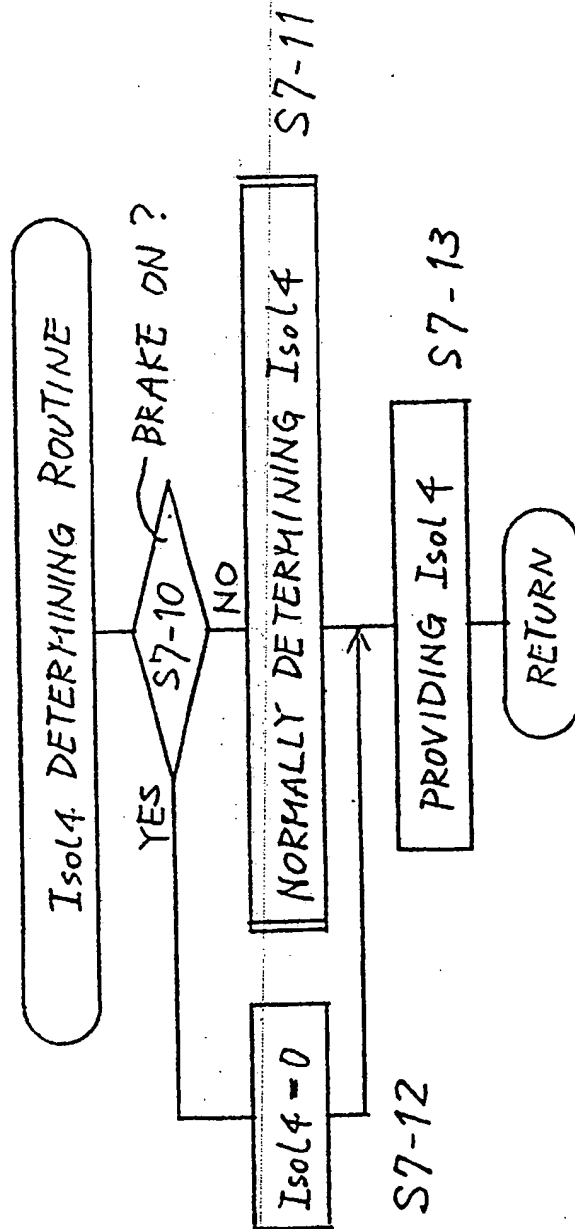 Isol4 DETERMINING ROUTINE
BRAKE ON?
S7-10
YES
NO
Isol4=0
S7-12
NORMALLY DETERMINING Isol4
S7-11
PROVIDING Isol4
S7-13
RETURN